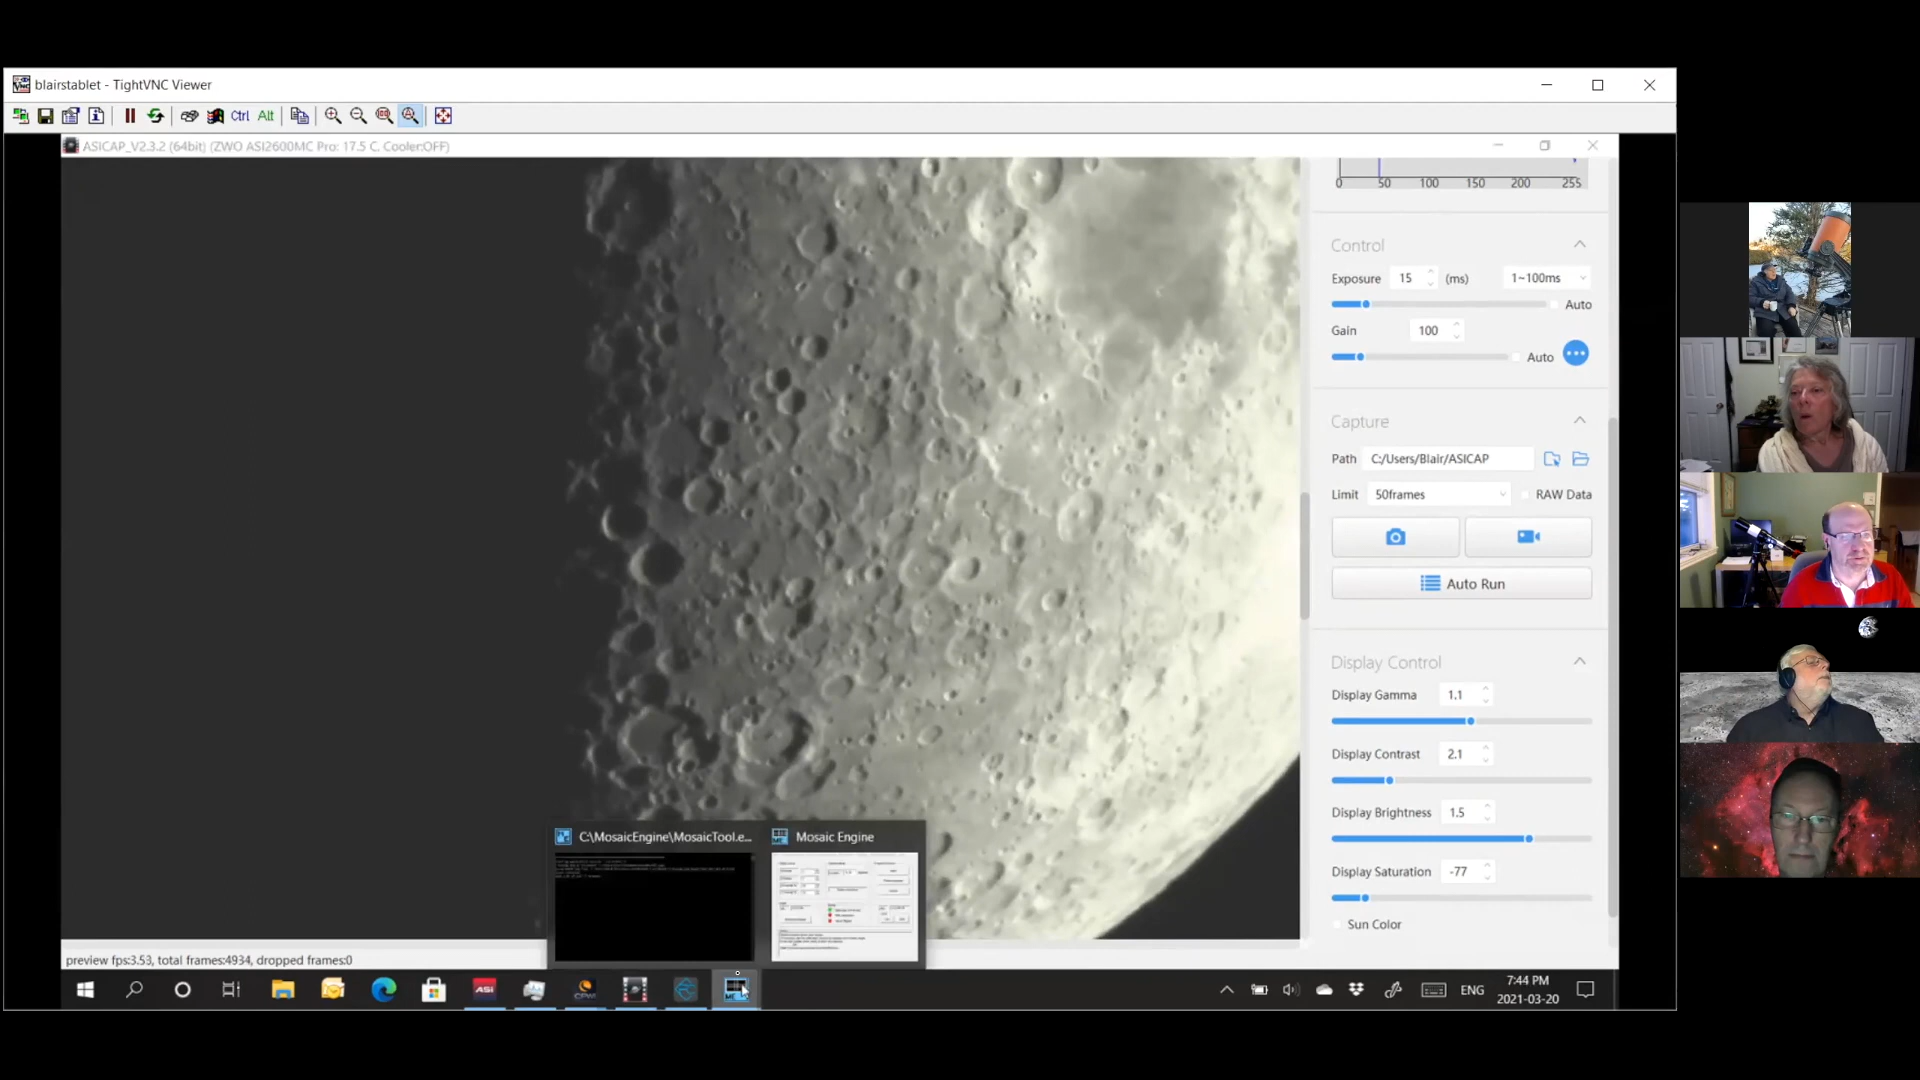 blairstablet - TightVNC Viewer
Ctrl Alt
ASICAP_V2.3.2 (64bit) (ZWO ASI2600MC Pro: 17.5 C, Cooler:OFF)
0 50 100 150 200 255
Control
Exposure 15 (ms) 1~100ms
Auto
Gain 100
Auto
Capture
Path C:/Users/Blair/ASICAP
Limit 50frames RAW Data
Auto Run
Display Control
Display Gamma 1.1
Display Contrast 2.1
Display Brightness 1.5
Display Saturation -77
Sun Color
C:\MosaicEngine\MosaicTool.e... Mosaic Engine
preview fps:3.53, total frames:4934, dropped frames:0
ASI CPWI ME ENG 7:44 PM
2021-03-20